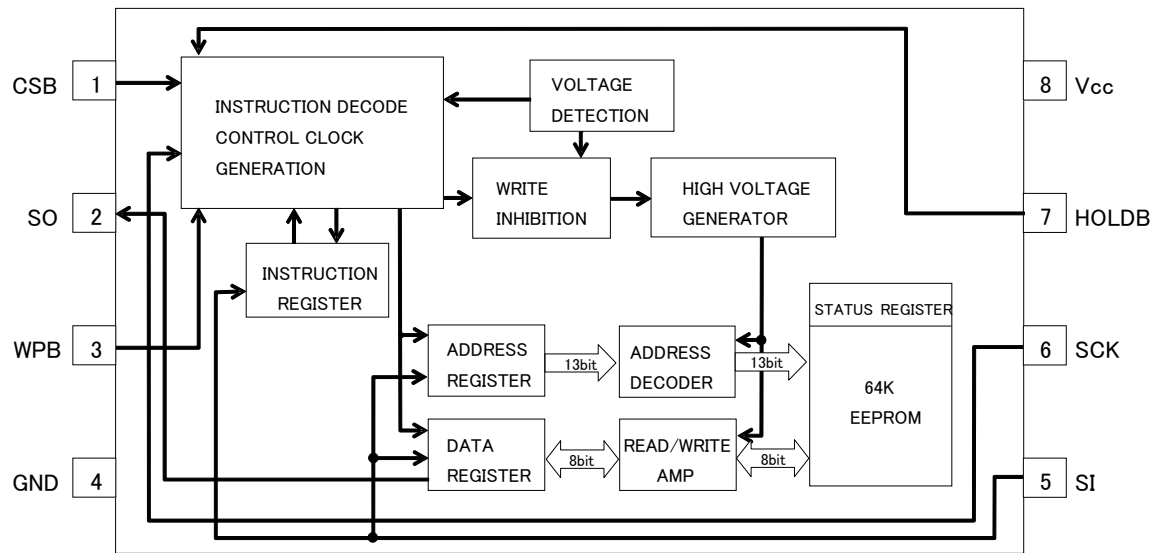 CSB
1
INSTRUCTION DECODE
CONTROL CLOCK
GENERATION
VOLTAGE
DETECTION
8
Vcc
SO
2
WRITE
INHIBITION
HIGH VOLTAGE
GENERATOR
7
HOLDB
INSTRUCTION
REGISTER
STATUS REGISTER
WPB
3
ADDRESS
REGISTER
13bit
ADDRESS
DECODER
13bit
64K
EEPROM
6
SCK
GND
4
DATA
REGISTER
8bit
READ/WRITE
AMP
8bit
5
SI